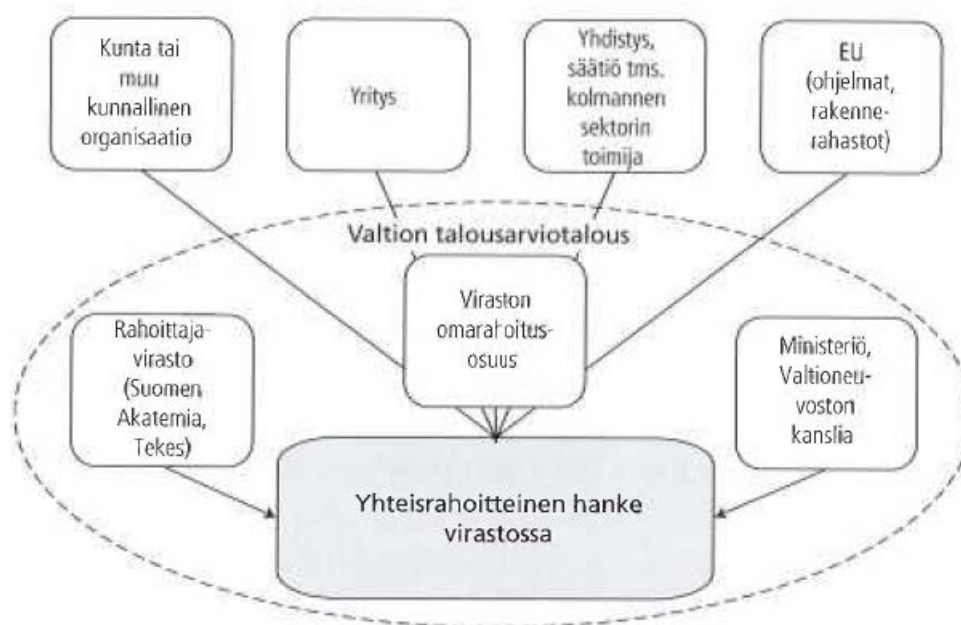 Kunta tai
muu
kunnallinen
organisaatio
Yritys
Yhdistys,
säätiö tms.
kolmannen
sektorin
toimija
EU
(ohjelmat,
rakenne-
rahastot)
Valtion talousarviotalous
Rahoittaja-
virasto
(Suomen
Akatemia,
Tekes)
Viraston
omarahoitus-
osuus
Ministeriö,
Valtioneu-
voston
kanslia
Yhteisrahoitteinen hanke
virastossa